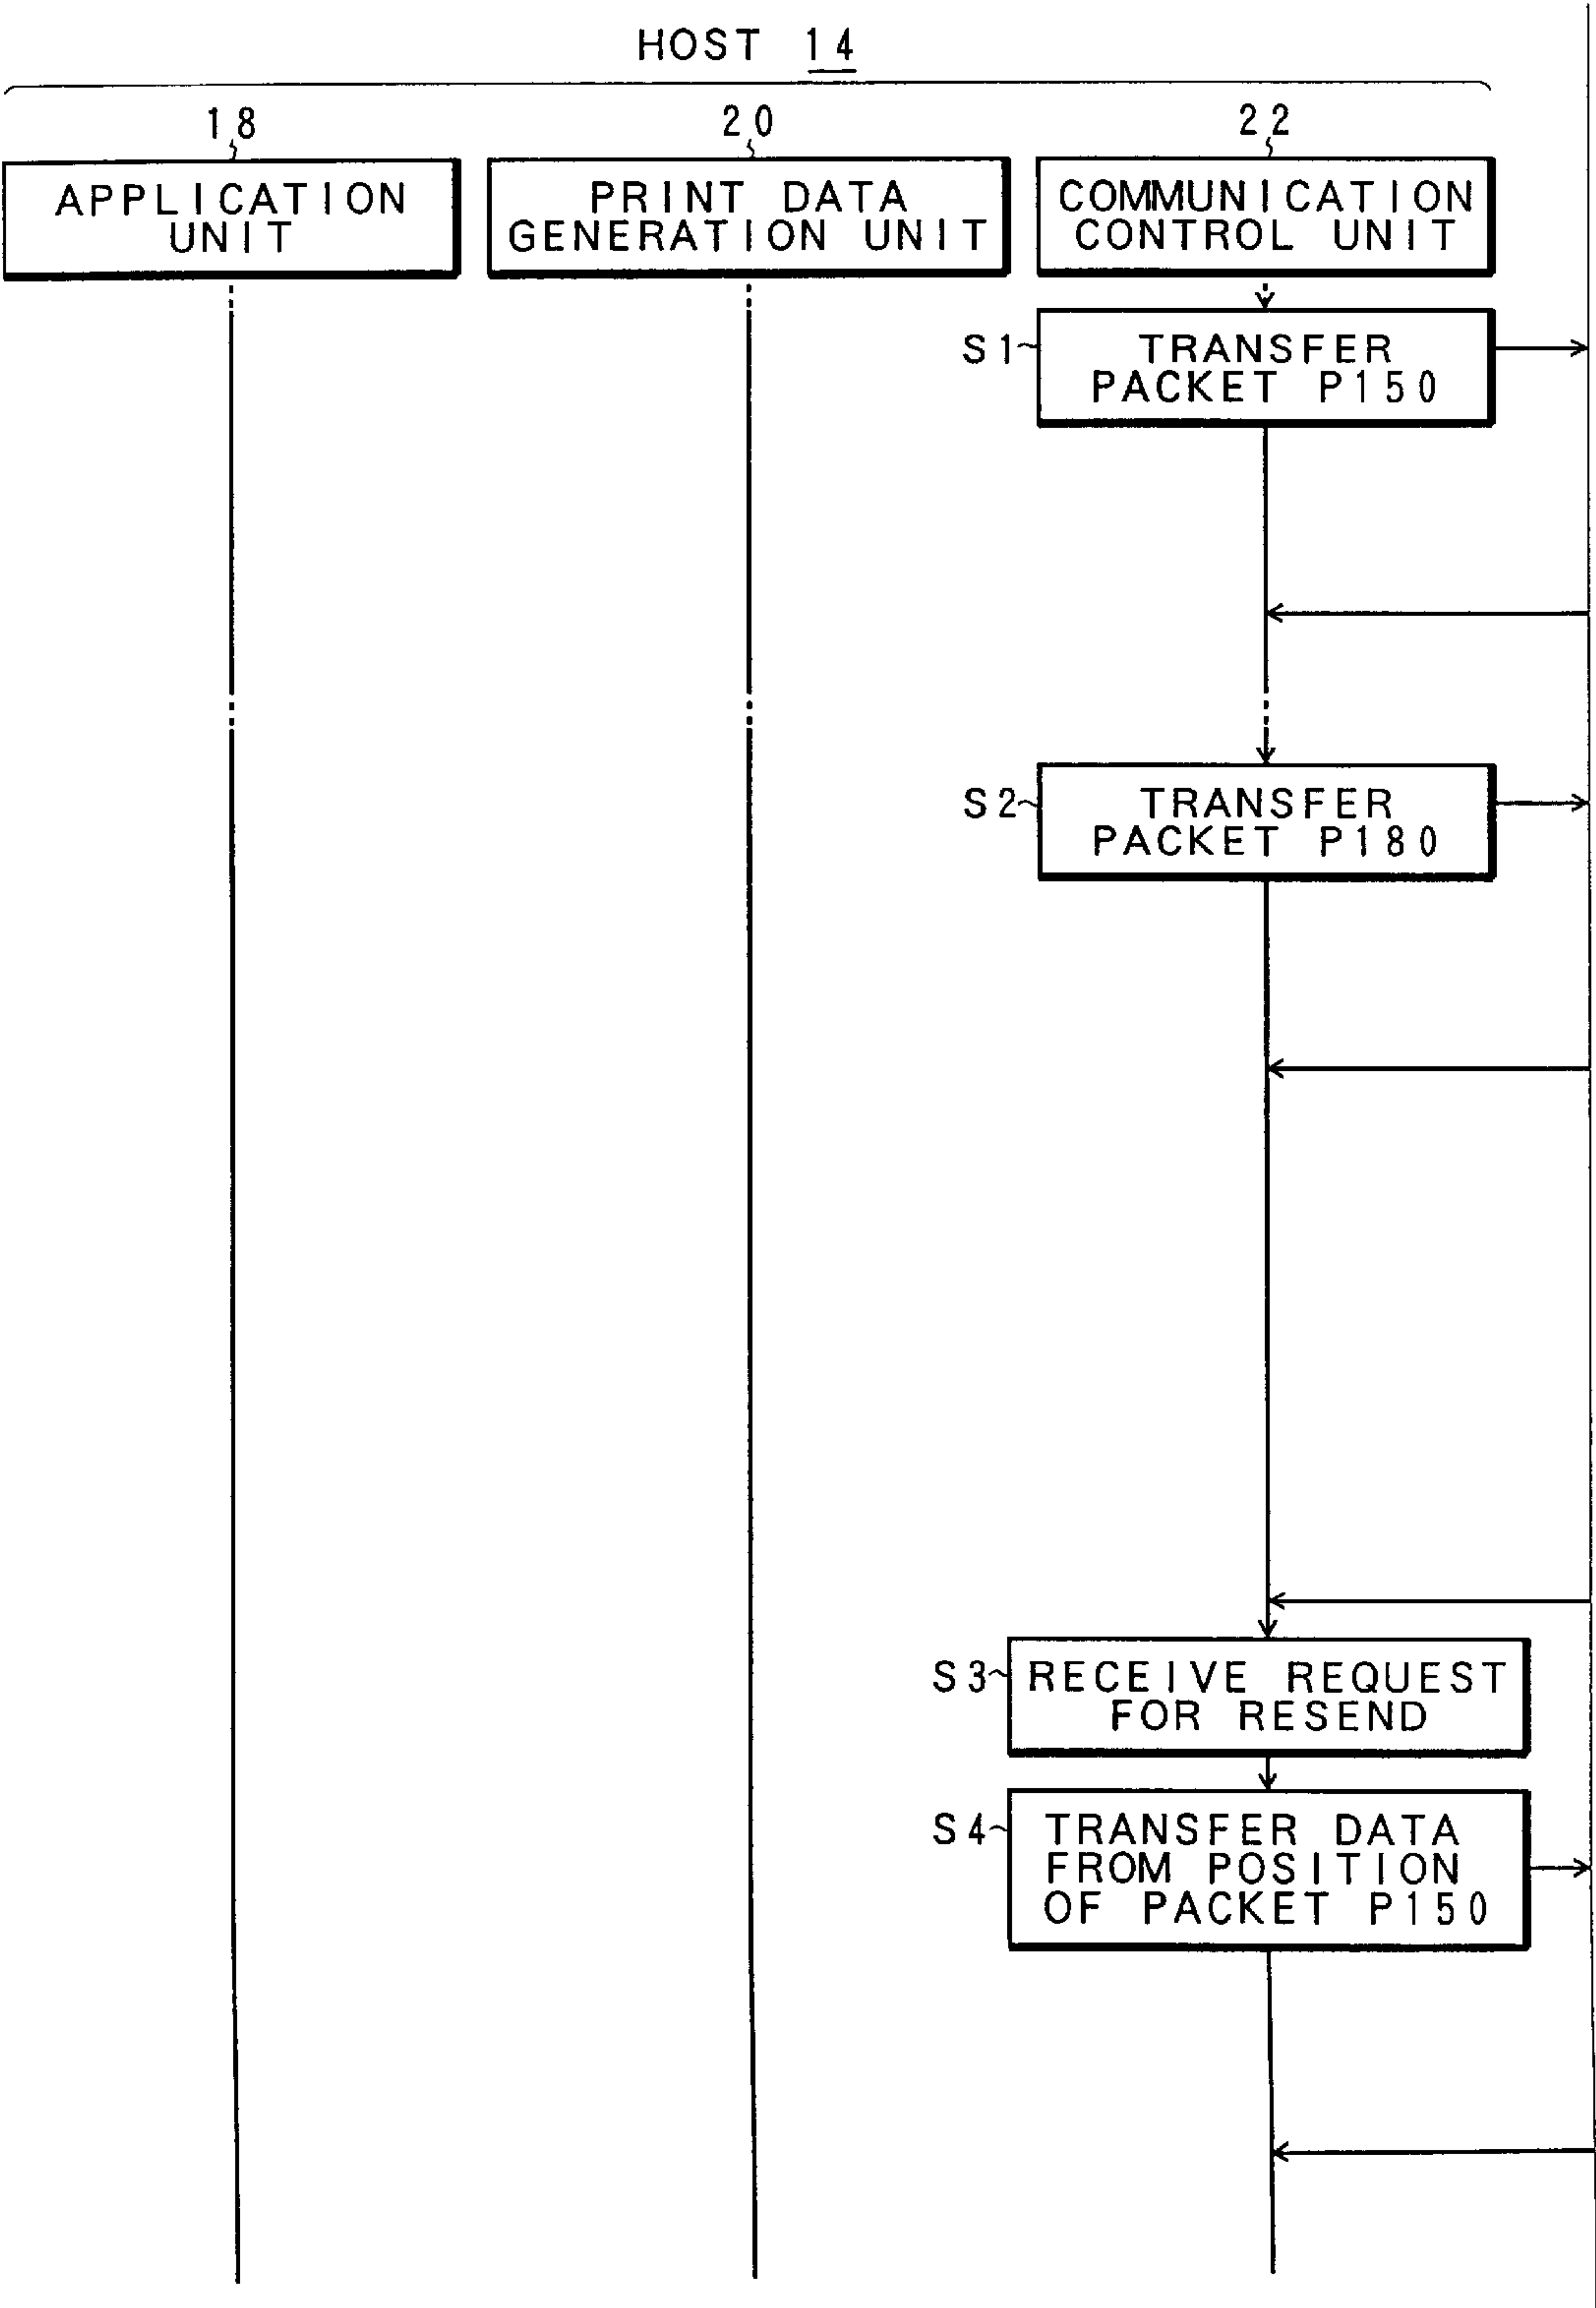 HOST 14
18
20
22
APPLICATION
UNIT
PRINT DATA
GENERATION UNIT
COMMUNICATION
CONTROL UNIT
S1
TRANSFER
PACKET P150
S2
TRANSFER
PACKET P180
S3
RECEIVE REQUEST
FOR RESEND
S4
TRANSFER DATA
FROM POSITION
OF PACKET P150